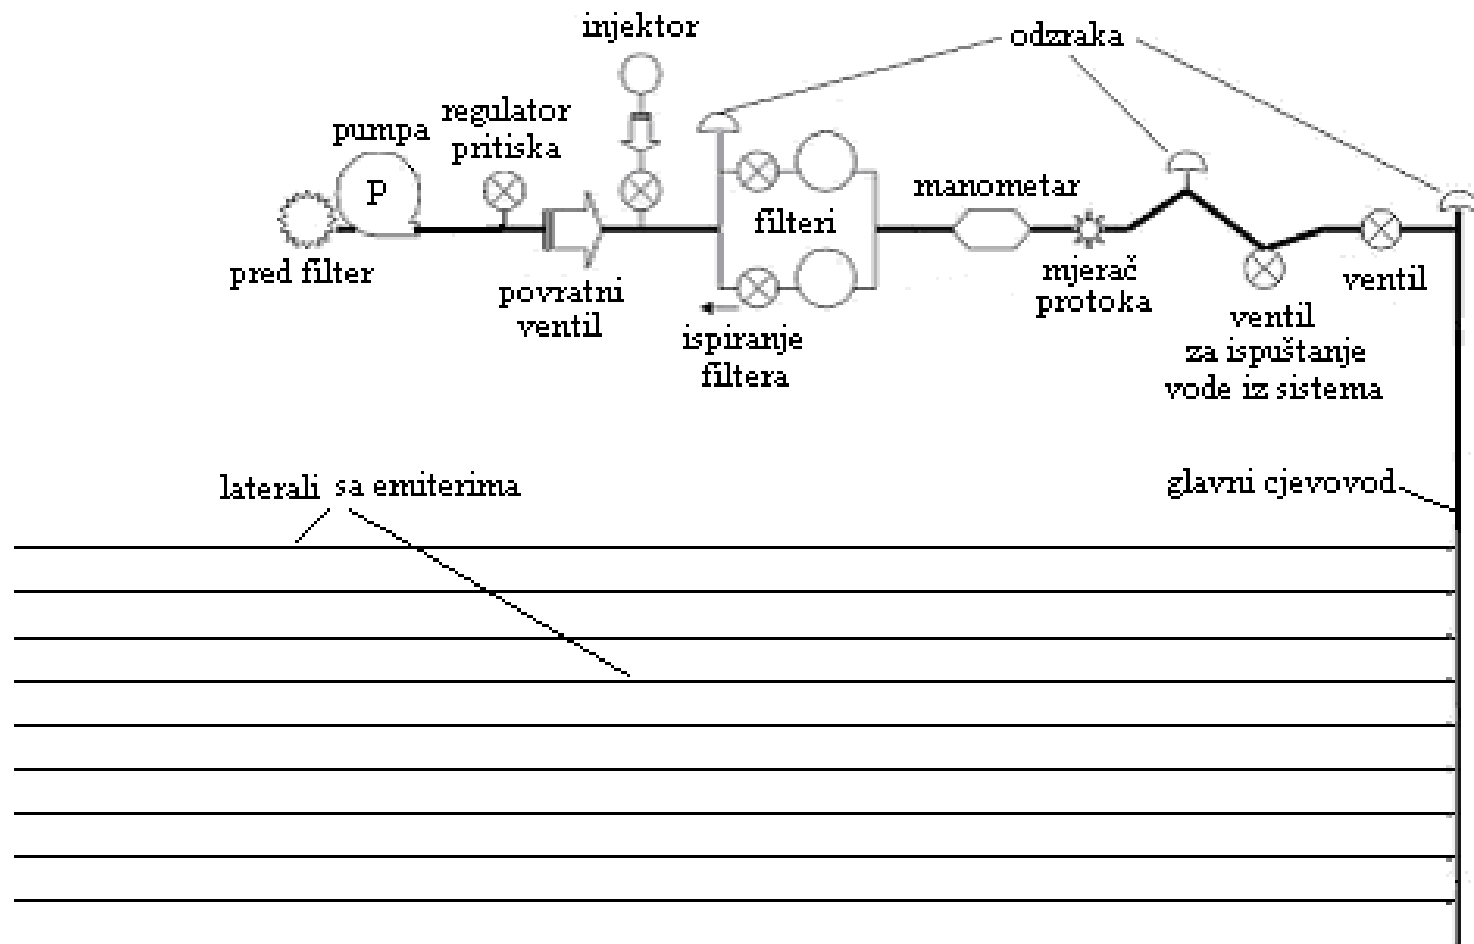 injektor
odzraka
pumpa
regulator
pritiska
P
manometar
filteri
pred filter
povratni
ventil
mjerač
protoka
ventil
ispiranje
filtera
ventil
za ispuštanje
vode iz sistema
laterali sa emiterima
glavni cjevovod